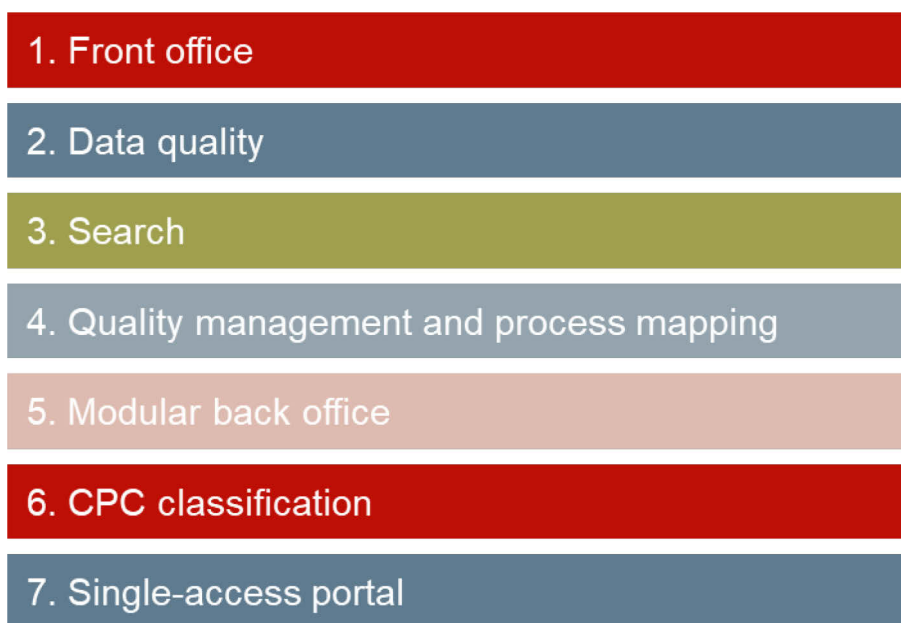 1. Front office
2. Data quality
3. Search
4. Quality management and process mapping
5. Modular back office
6. CPC classification
7. Single-access portal